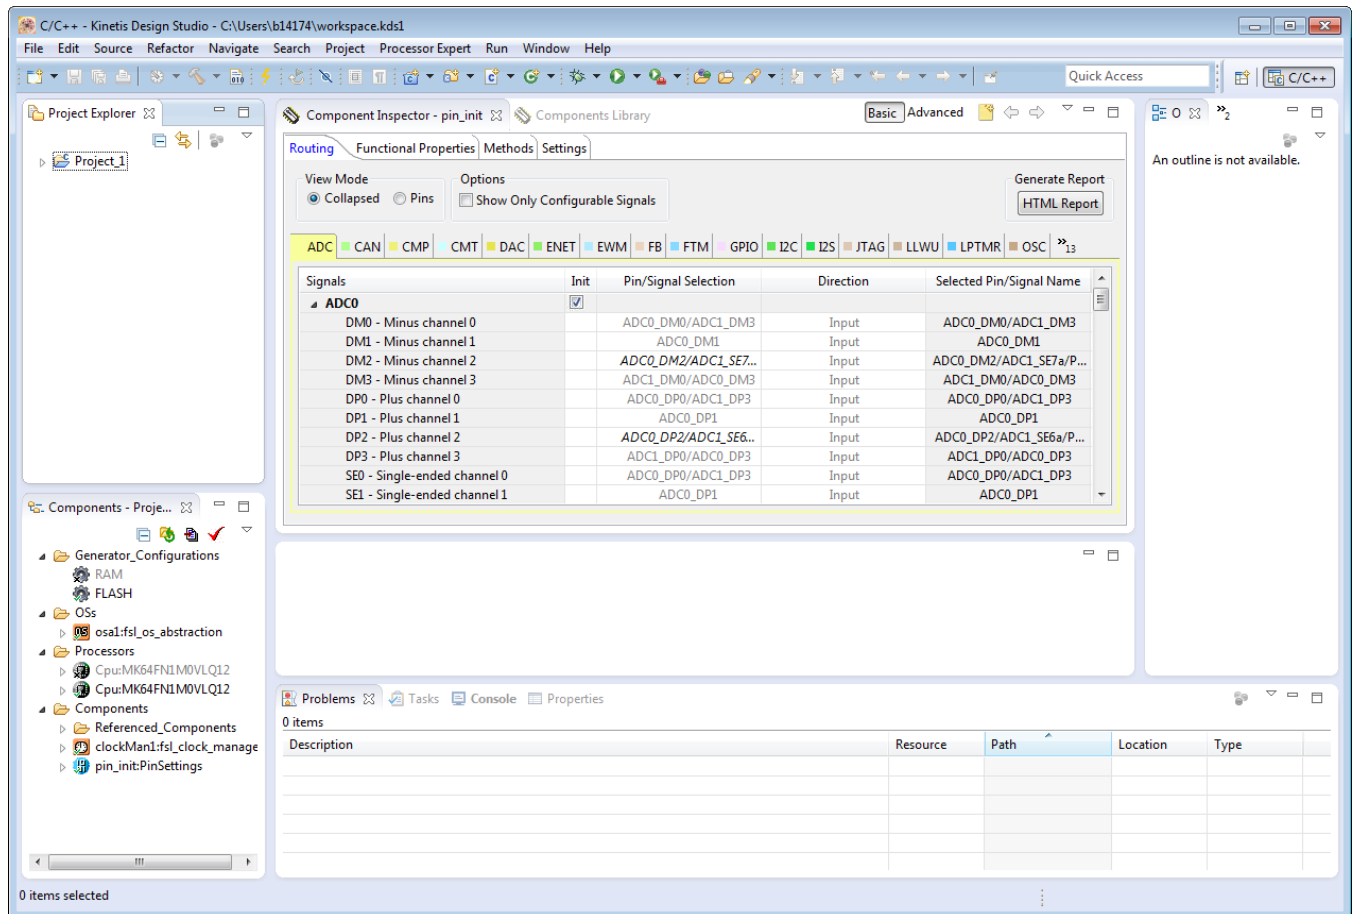 C/C++ - Kinetis Design Studio - C:\Users\b14174\workspace.kds1
File Edit Source Refactor Navigate Search Project Processor Expert Run Window Help
Quick Access
C/C++
Project Explorer
Project_1
Component Inspector - pin_init
Components Library
Basic Advanced
Routing Functional Properties Methods Settings
View Mode
Collapsed Pins
Options
Show Only Configurable Signals
Generate Report
HTML Report
ADC CAN CMP CMT DAC ENET EWM FB FTM GPIO I2C I2S JTAG LLWU LPTMR OSC »13
Signals Init Pin/Signal Selection Direction Selected Pin/Signal Name
ADC0
DM0 - Minus channel 0 ADC0_DM0/ADC1_DM3 Input ADC0_DM0/ADC1_DM3
DM1 - Minus channel 1 ADC0_DM1 Input ADC0_DM1
DM2 - Minus channel 2 ADC0_DM2/ADC1_SE7... Input ADC0_DM2/ADC1_SE7a/P...
DM3 - Minus channel 3 ADC1_DM0/ADC0_DM3 Input ADC1_DM0/ADC0_DM3
DP0 - Plus channel 0 ADC0_DP0/ADC1_DP3 Input ADC0_DP0/ADC1_DP3
DP1 - Plus channel 1 ADC0_DP1 Input ADC0_DP1
DP2 - Plus channel 2 ADC0_DP2/ADC1_SE6... Input ADC0_DP2/ADC1_SE6a/P...
DP3 - Plus channel 3 ADC1_DP0/ADC0_DP3 Input ADC1_DP0/ADC0_DP3
SE0 - Single-ended channel 0 ADC0_DP0/ADC1_DP3 Input ADC0_DP0/ADC1_DP3
SE1 - Single-ended channel 1 ADC0_DP1 Input ADC0_DP1
O »2
An outline is not available.
Components - Proje...
Generator_Configurations
RAM
FLASH
OSs
osa1:fsl_os_abstraction
Processors
Cpu:MK64FN1M0VLQ12
Cpu:MK64FN1M0VLQ12
Components
Referenced_Components
clockMan1:fsl_clock_manage
pin_init:PinSettings
Problems Tasks Console Properties
0 items
Description Resource Path Location Type
0 items selected